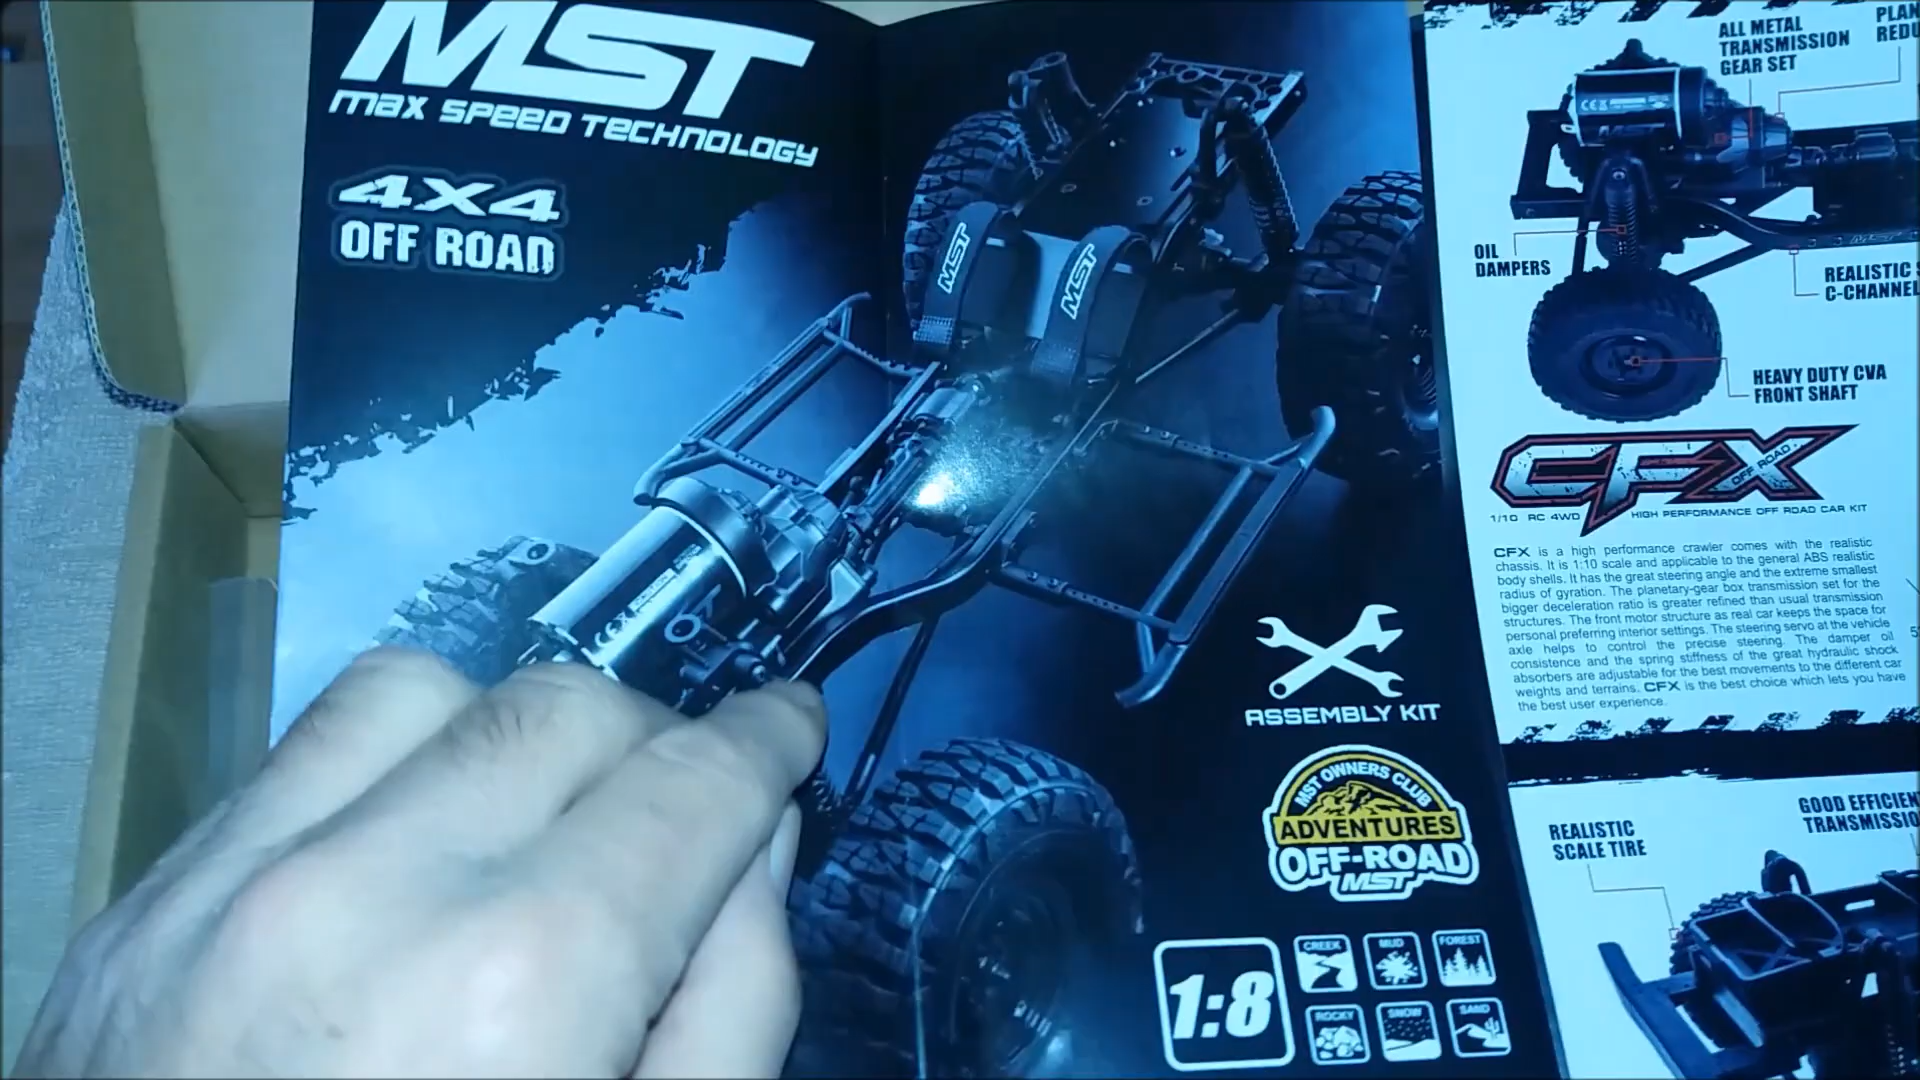 MST
MAX SPEED TECHNOLOGY
4X4
OFF ROAD
MST
MST
ASSEMBLY KIT
MST OWNERS CLUB
ADVENTURES
OFF-ROAD
MST
1:8
CREEK
MUD
FOREST
ROCKY
SNOW
SAND
ALL METAL
TRANSMISSION
GEAR SET
OIL
DAMPERS
REALISTIC
C-CHANNEL
HEAVY DUTY CVA
FRONT SHAFT
CFX
OFF ROAD
1/10 RC 4WD HIGH PERFORMANCE OFF ROAD CAR KIT
CFX is a high performance crawler comes with the realistic
chassis. It is 1:10 scale and applicable to the general ABS realistic
body shells. It has the great steering angle and the extreme smallest
radius of gyration. The planetary-gear box transmission set for the
bigger deceleration ratio is greater refined than usual transmission
structures. The front motor structure as real car keeps the space for
personal preferring interior settings. The steering servo at the vehicle
axle helps to control the precise steering. The damper oil
consistence and the spring stiffness of the great hydraulic shock
absorbers are adjustable for the best movements to the different car
weights and terrains. CFX is the best choice which lets you have
the best user experience.
REALISTIC
SCALE TIRE
GOOD